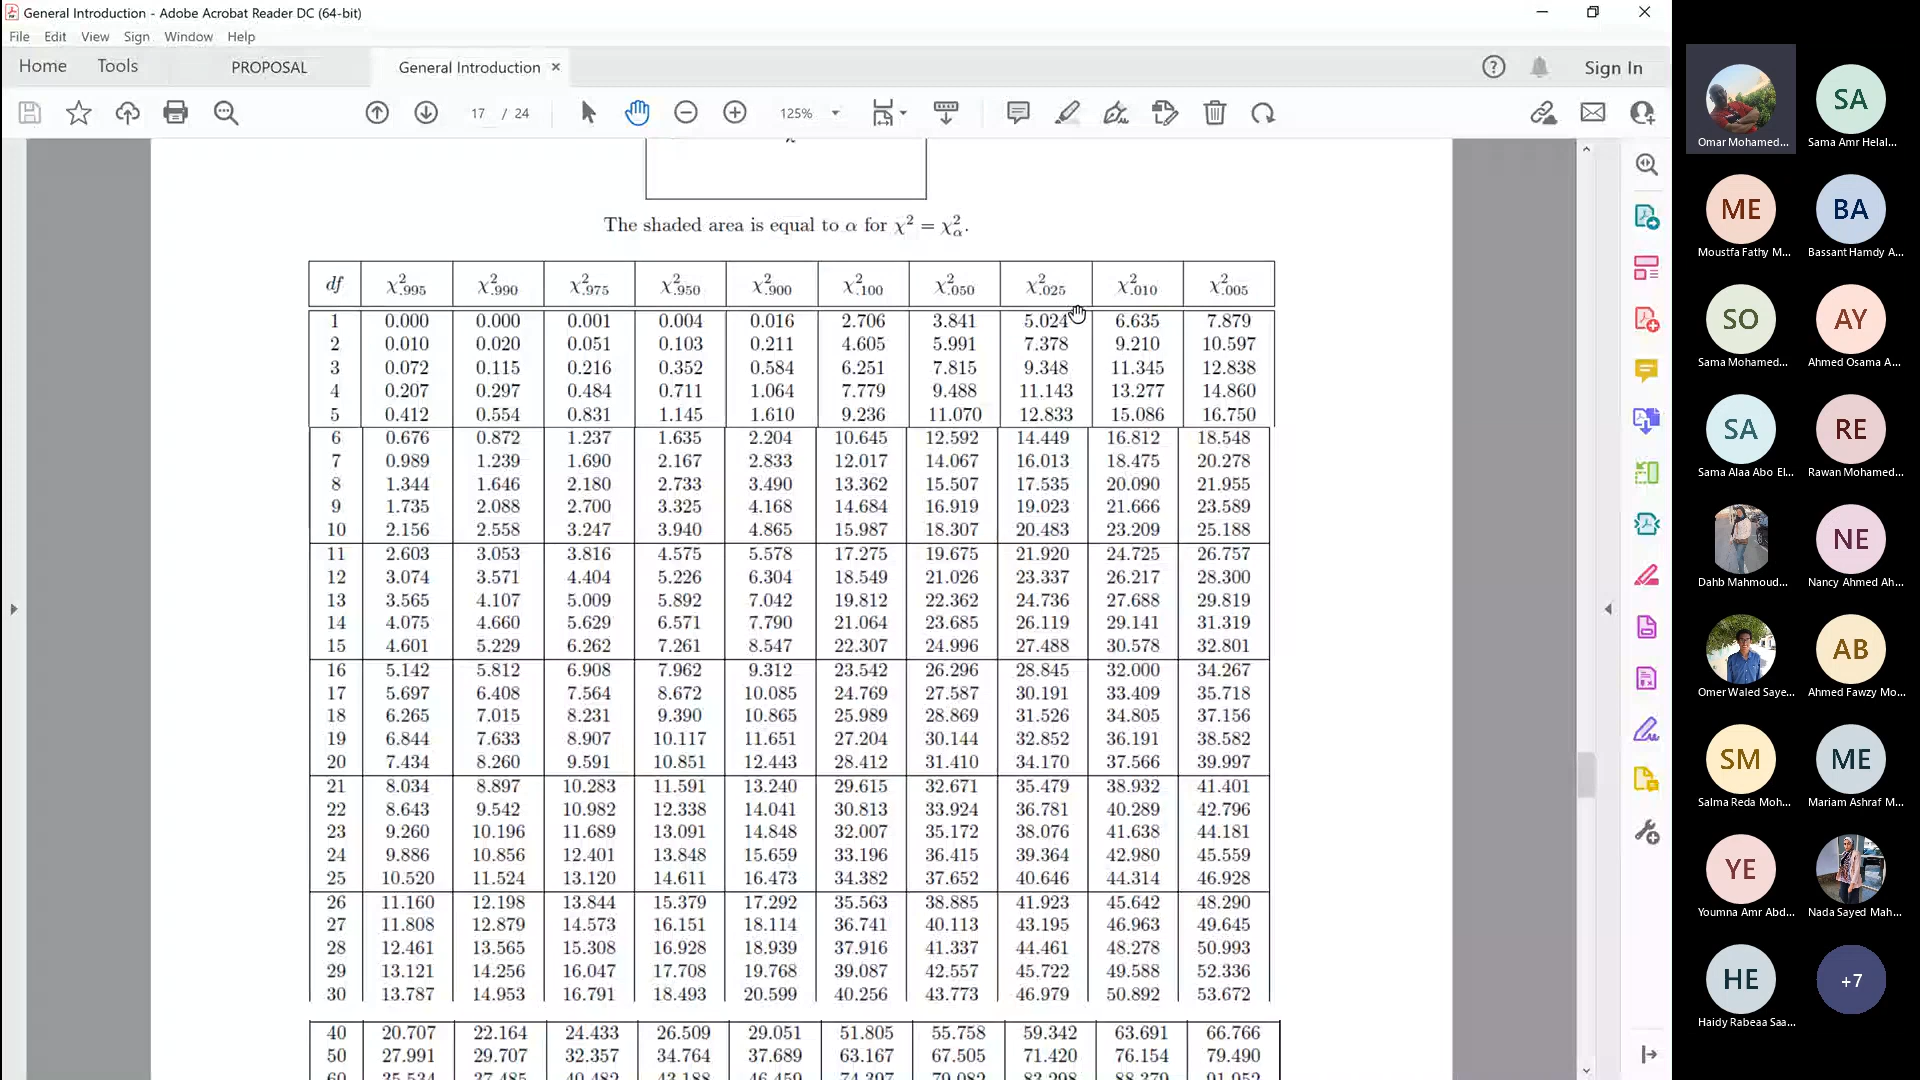 General Introduction - Adobe Acrobat Reader DC (64-bit)
File Edit View Sign Window Help
Home Tools PROPOSAL General Introduction × Sign In
17 / 24 125%
The shaded area is equal to α for χ² = χ²α.
df χ².995 χ².990 χ².975 χ².950 χ².900 χ².100 χ².050 χ².025 χ².010 χ².005
1 0.000 0.000 0.001 0.004 0.016 2.706 3.841 5.024 6.635 7.879
2 0.010 0.020 0.051 0.103 0.211 4.605 5.991 7.378 9.210 10.597
3 0.072 0.115 0.216 0.352 0.584 6.251 7.815 9.348 11.345 12.838
4 0.207 0.297 0.484 0.711 1.064 7.779 9.488 11.143 13.277 14.860
5 0.412 0.554 0.831 1.145 1.610 9.236 11.070 12.833 15.086 16.750
6 0.676 0.872 1.237 1.635 2.204 10.645 12.592 14.449 16.812 18.548
7 0.989 1.239 1.690 2.167 2.833 12.017 14.067 16.013 18.475 20.278
8 1.344 1.646 2.180 2.733 3.490 13.362 15.507 17.535 20.090 21.955
9 1.735 2.088 2.700 3.325 4.168 14.684 16.919 19.023 21.666 23.589
10 2.156 2.558 3.247 3.940 4.865 15.987 18.307 20.483 23.209 25.188
11 2.603 3.053 3.816 4.575 5.578 17.275 19.675 21.920 24.725 26.757
12 3.074 3.571 4.404 5.226 6.304 18.549 21.026 23.337 26.217 28.300
13 3.565 4.107 5.009 5.892 7.042 19.812 22.362 24.736 27.688 29.819
14 4.075 4.660 5.629 6.571 7.790 21.064 23.685 26.119 29.141 31.319
15 4.601 5.229 6.262 7.261 8.547 22.307 24.996 27.488 30.578 32.801
16 5.142 5.812 6.908 7.962 9.312 23.542 26.296 28.845 32.000 34.267
17 5.697 6.408 7.564 8.672 10.085 24.769 27.587 30.191 33.409 35.718
18 6.265 7.015 8.231 9.390 10.865 25.989 28.869 31.526 34.805 37.156
19 6.844 7.633 8.907 10.117 11.651 27.204 30.144 32.852 36.191 38.582
20 7.434 8.260 9.591 10.851 12.443 28.412 31.410 34.170 37.566 39.997
21 8.034 8.897 10.283 11.591 13.240 29.615 32.671 35.479 38.932 41.401
22 8.643 9.542 10.982 12.338 14.041 30.813 33.924 36.781 40.289 42.796
23 9.260 10.196 11.689 13.091 14.848 32.007 35.172 38.076 41.638 44.181
24 9.886 10.856 12.401 13.848 15.659 33.196 36.415 39.364 42.980 45.559
25 10.520 11.524 13.120 14.611 16.473 34.382 37.652 40.646 44.314 46.928
26 11.160 12.198 13.844 15.379 17.292 35.563 38.885 41.923 45.642 48.290
27 11.808 12.879 14.573 16.151 18.114 36.741 40.113 43.195 46.963 49.645
28 12.461 13.565 15.308 16.928 18.939 37.916 41.337 44.461 48.278 50.993
29 13.121 14.256 16.047 17.708 19.768 39.087 42.557 45.722 49.588 52.336
30 13.787 14.953 16.791 18.493 20.599 40.256 43.773 46.979 50.892 53.672
40 20.707 22.164 24.433 26.509 29.051 51.805 55.758 59.342 63.691 66.766
50 27.991 29.707 32.357 34.764 37.689 63.167 67.505 71.420 76.154 79.490
Omar Mohamed...
SA
Sama Amr Helal...
ME
Moustfa Fathy M...
BA
Bassant Hamdy A...
SO
Sama Mohamed...
AY
Ahmed Osama A...
SA
Sama Alaa Abo El...
RE
Rawan Mohamed...
Dahb Mahmoud...
NE
Nancy Ahmed Ah...
Omer Waled Saye...
AB
Ahmed Fawzy Mo...
SM
Salma Reda Moh...
ME
Mariam Ashraf M...
YE
Youmna Amr Abd...
Nada Sayed Mah...
HE
Haidy Rabeaa Saa...
+7